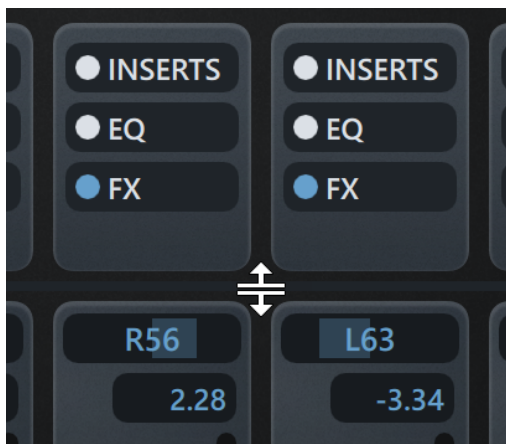 INSERTS INSERTS
EQ EQ
FX FX
R56 L63
2.28 -3.34